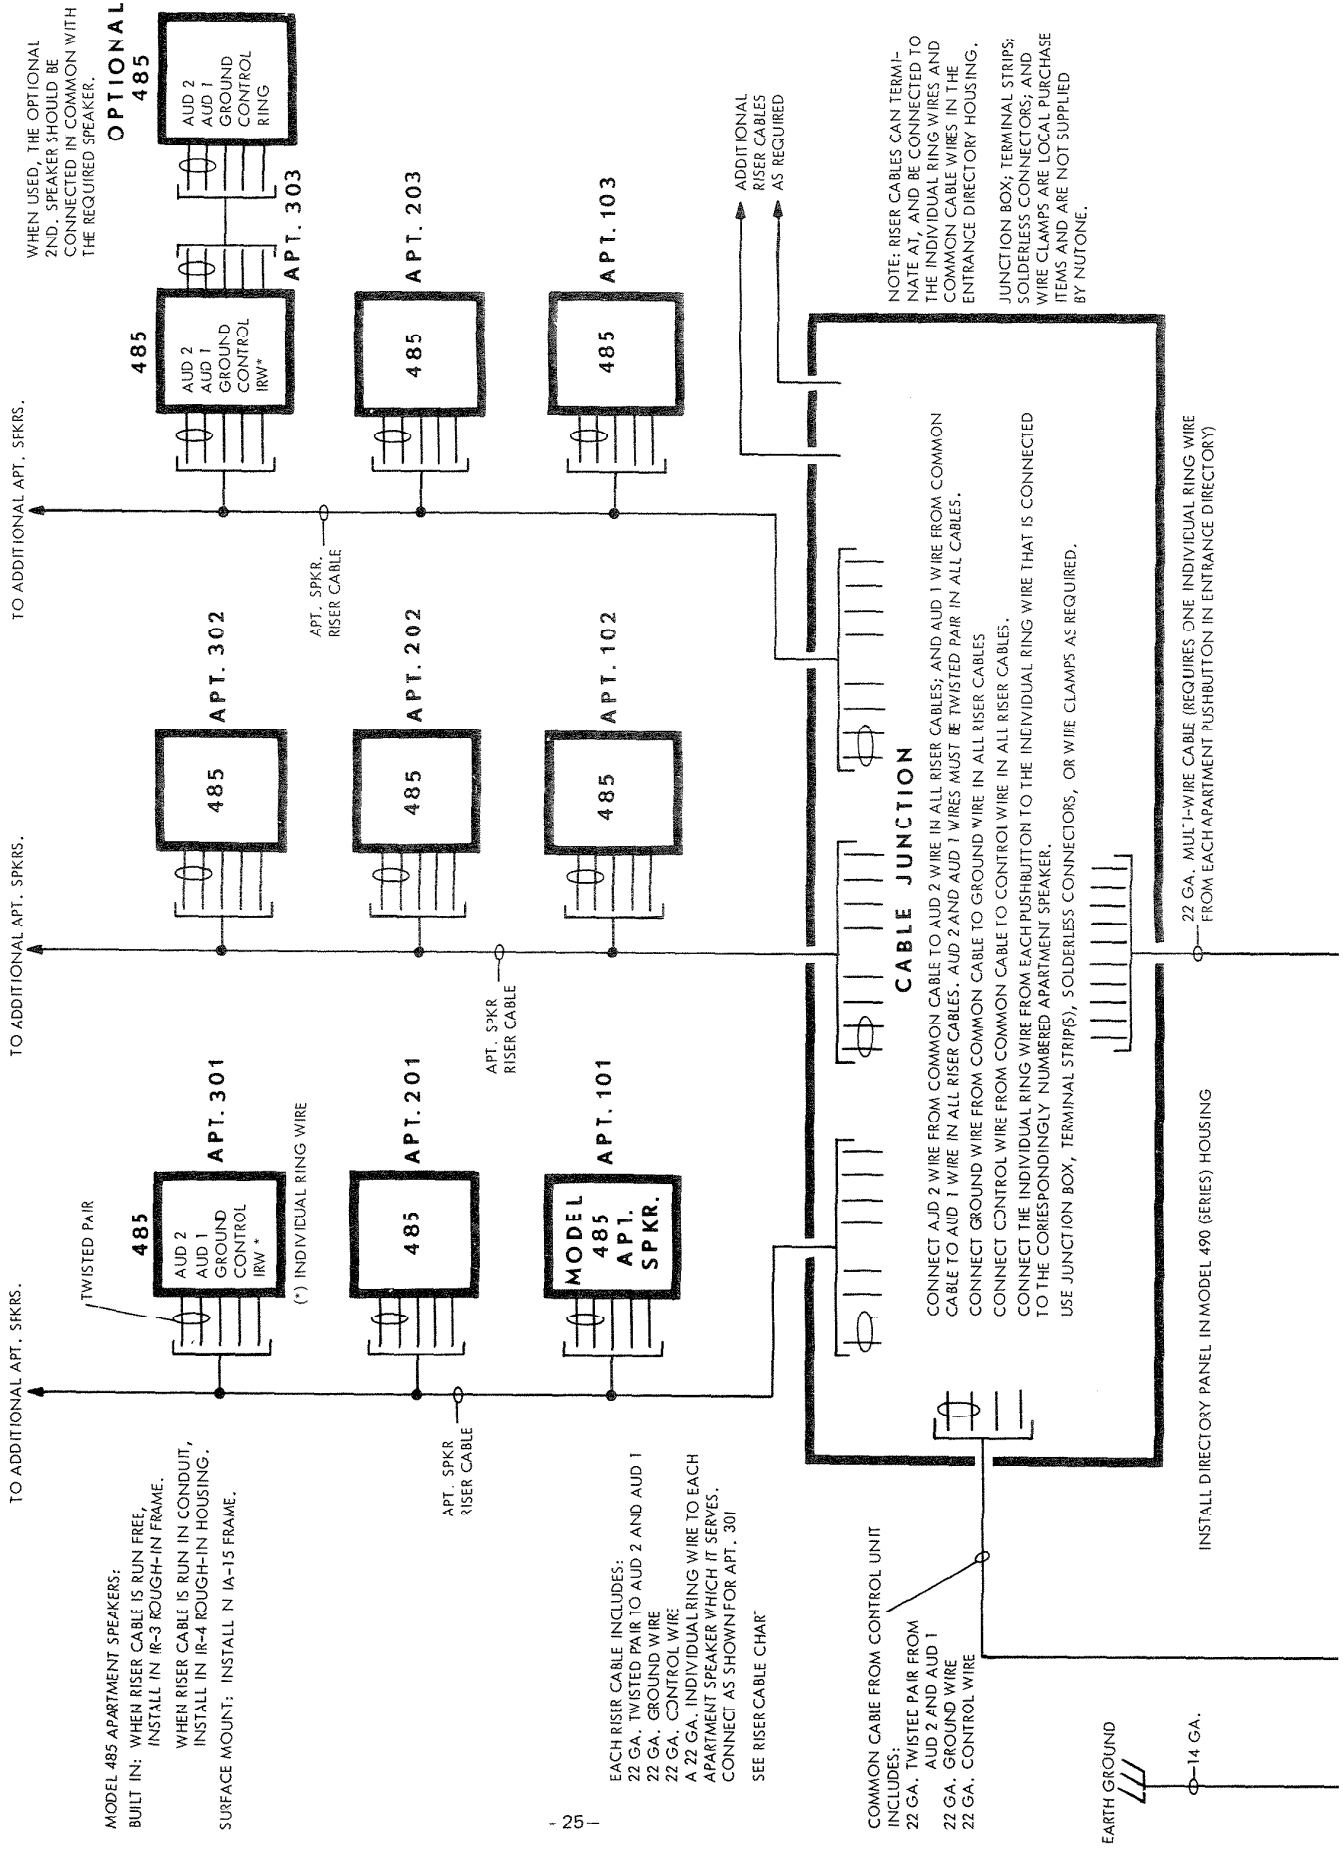 TO ADDITIONAL APT. SPKRS.
TO ADDITIONAL APT. SPKRS.
TO ADDITIONAL APT. SPKRS.
WHEN USED, THE OPTIONAL
2ND. SPEAKER SHOULD BE
CONNECTED IN COMMON WITH
THE REQUIRED SPEAKER.
OPTIONAL
485
AUD 2
AUD 1
GROUND
CONTROL
RING
MODEL 485 APARTMENT SPEAKERS:
BUILT IN: WHEN RISER CABLE IS RUN FREE,
INSTALL IN IR-3 ROUGH-IN FRAME.
WHEN RISER CABLE IS RUN IN CONDUIT,
INSTALL IN IR-4 ROUGH-IN HOUSING.
SURFACE MOUNT: INSTALL N IA-15 FRAME.
TWISTED PAIR
485
AUD 2
AUD 1
GROUND
CONTROL
IRW *
APT. 301
(*) INDIVIDUAL RING WIRE
485
APT. 302
485
AUD 2
AUD 1
GROUND
CONTROL
IRW*
APT. 303
APT. SPKR
RISER CABLE
485
APT. 201
APT. SPKR
RISER CABLE
485
APT. 202
APT. SPKR.
RISER CABLE
485
APT. 203
MODEL
485
APT.
SPKR.
APT. 101
485
APT. 102
485
APT. 103
EACH RISER CABLE INCLUDES:
22 GA. TWISTED PAIR TO AUD 2 AND AUD 1
22 GA. GROUND WIRE
22 GA. CONTROL WIRE
A 22 GA. INDIVIDUAL RING WIRE TO EACH
APARTMENT SPEAKER WHICH IT SERVES.
CONNECT AS SHOWN FOR APT. 301
SEE RISER CABLE CHAR
ADDITIONAL
RISER CABLES
AS REQUIRED
NOTE: RISER CABLES CAN TERMI-
NATE AT, AND BE CONNECTED TO
THE INDIVIDUAL RING WIRES AND
COMMON CABLE WIRES IN THE
ENTRANCE DIRECTORY HOUSING.
JUNCTION BOX; TERMINAL STRIPS;
SOLDERLESS CONNECTORS; AND
WIRE CLAMPS ARE LOCAL PURCHASE
ITEMS AND ARE NOT SUPPLIED
BY NUTONE.
CABLE JUNCTION
CONNECT AUD 2 WIRE FROM COMMON CABLE TO AUD 2 WIRE IN ALL RISER CABLES; AND AUD 1 WIRE FROM COMMON
CABLE TO AUD 1 WIRE IN ALL RISER CABLES. AUD 2 AND AUD 1 WIRES MUST BE TWISTED PAIR IN ALL CABLES.
CONNECT GROUND WIRE FROM COMMON CABLE TO GROUND WIRE IN ALL RISER CABLES
CONNECT CONTROL WIRE FROM COMMON CABLE TO CONTROL WIRE IN ALL RISER CABLES.
CONNECT THE INDIVIDUAL RING WIRE FROM EACH PUSHBUTTON TO THE INDIVIDUAL RING WIRE THAT IS CONNECTED
TO THE CORRESPONDINGLY NUMBERED APARTMENT SPEAKER.
USE JUNCTION BOX, TERMINAL STRIP(S), SOLDERLESS CONNECTORS, OR WIRE CLAMPS AS REQUIRED.
COMMON CABLE FROM CONTROL UNIT
INCLUDES:
22 GA. TWISTED PAIR FROM
AUD 2 AND AUD 1
22 GA. GROUND WIRE
22 GA. CONTROL WIRE
22 GA. MULTI-WIRE CABLE (REQUIRES ONE INDIVIDUAL RING WIRE
FROM EACH APARTMENT PUSHBUTTON IN ENTRANCE DIRECTORY)
INSTALL DIRECTORY PANEL IN MODEL 490 (SERIES) HOUSING
EARTH GROUND
14 GA.
-25-